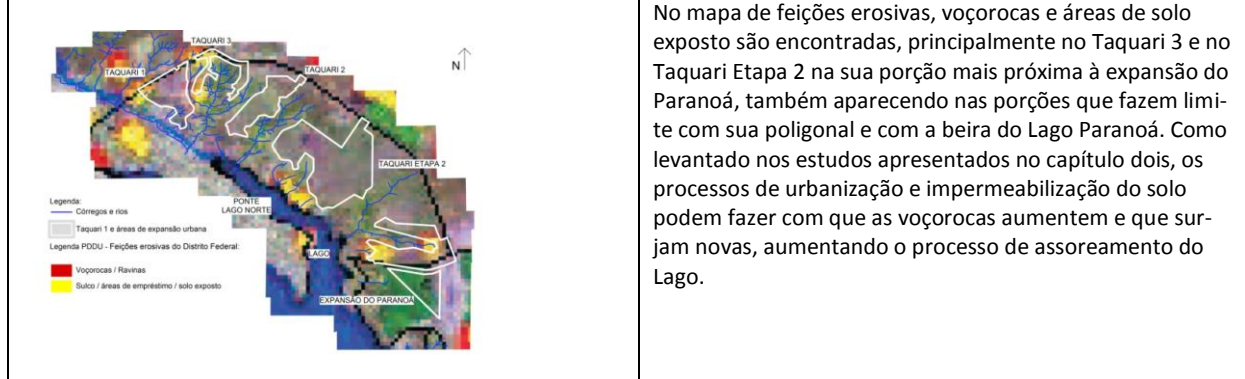 TAQUARI 3
TAQUARI 1
TAQUARI 2
N
TAQUARI ETAPA 2
PONTE
LAGO NORTE
LAGO
EXPANSÃO DO PARANOÁ
Legenda:
Córregos e rios
Taquari 1 e áreas de expansão urbana
Legenda PDDU - Feições erosivas do Distrito Federal:
Voçorocas / Ravinas
Sulco / áreas de empréstimo / solo exposto
No mapa de feições erosivas, voçorocas e áreas de solo
exposto são encontradas, principalmente no Taquari 3 e no
Taquari Etapa 2 na sua porção mais próxima à expansão do
Paranoá, também aparecendo nas porções que fazem limi-
te com sua poligonal e com a beira do Lago Paranoá. Como
levantado nos estudos apresentados no capítulo dois, os
processos de urbanização e impermeabilização do solo
podem fazer com que as voçorocas aumentem e que sur-
jam novas, aumentando o processo de assoreamento do
Lago.